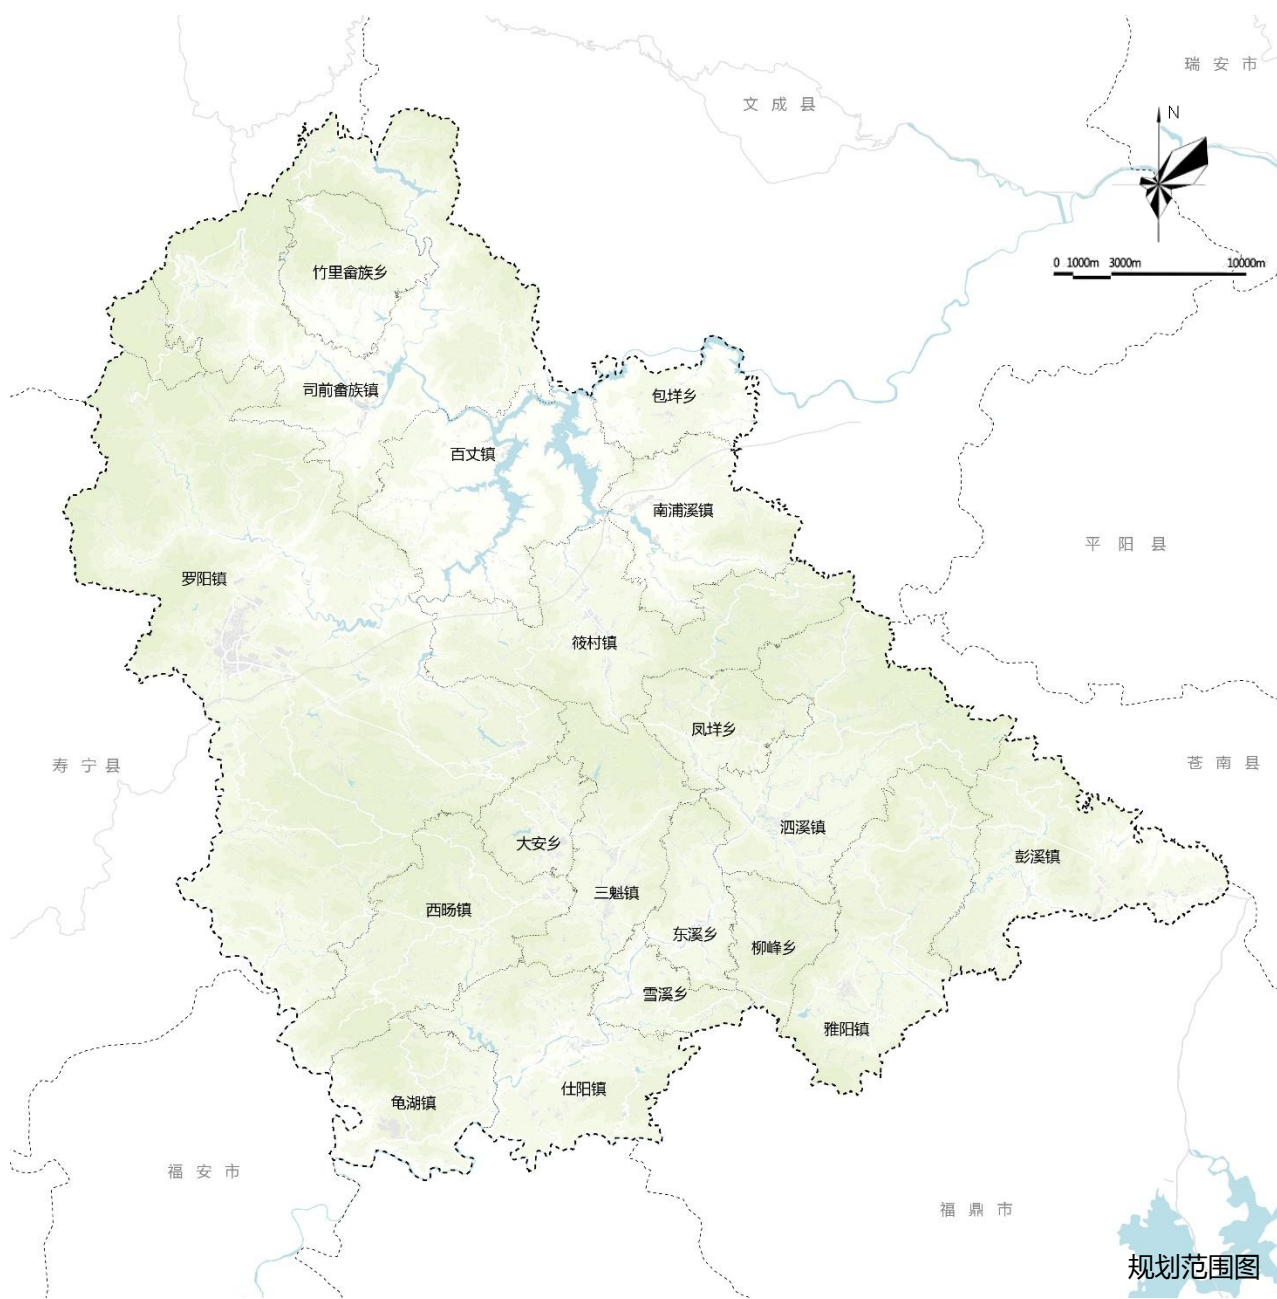 瑞安市
文成县
N
0 1000m 3000m 10000m
竹里畲族乡
司前畲族镇
包垟乡
百丈镇
南浦溪镇
平阳县
罗阳镇
筱村镇
凤垟乡
寿宁县
苍南县
泗溪镇
大安乡
彭溪镇
三魁镇
西旸镇
东溪乡
柳峰乡
雪溪乡
雅阳镇
仕阳镇
龟湖镇
福安市
福鼎市
规划范围图